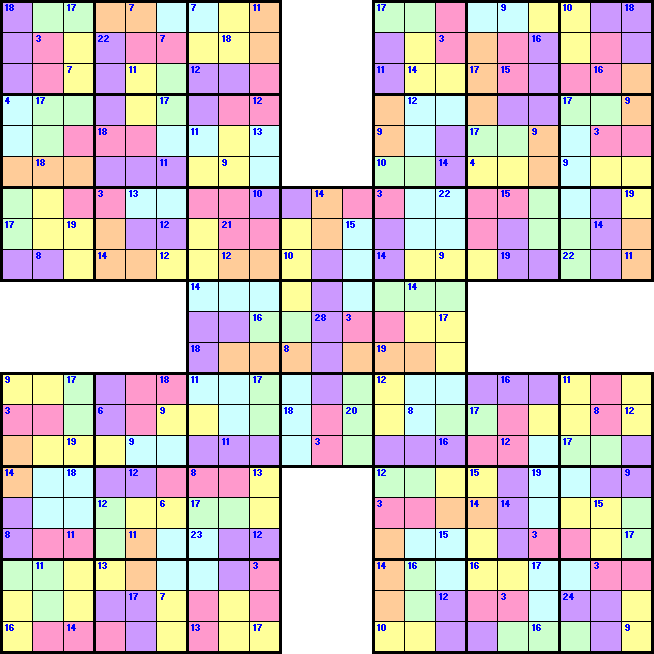 18 17 7 7 11 17 9 10 18
3 22 7 18 3 16
7 11 12 11 14 17 15 16
4 17 17 12 12 17 9
18 11 13 9 17 9 3
18 11 9 10 14 4 9
3 13 10 14 3 22 15 19
17 19 12 21 15 14
8 14 12 12 10 14 9 19 22 11
14 14
16 28 3 17
18 8 19
9 17 18 11 17 12 16 11
3 6 9 18 20 8 17 8 12
19 9 11 3 16 12 17
14 18 12 8 13 12 15 19 9
12 6 17 3 14 14 15
8 11 11 23 12 15 3 17
11 13 3 14 16 16 17 3
17 7 12 3 24
16 14 13 17 10 16 9